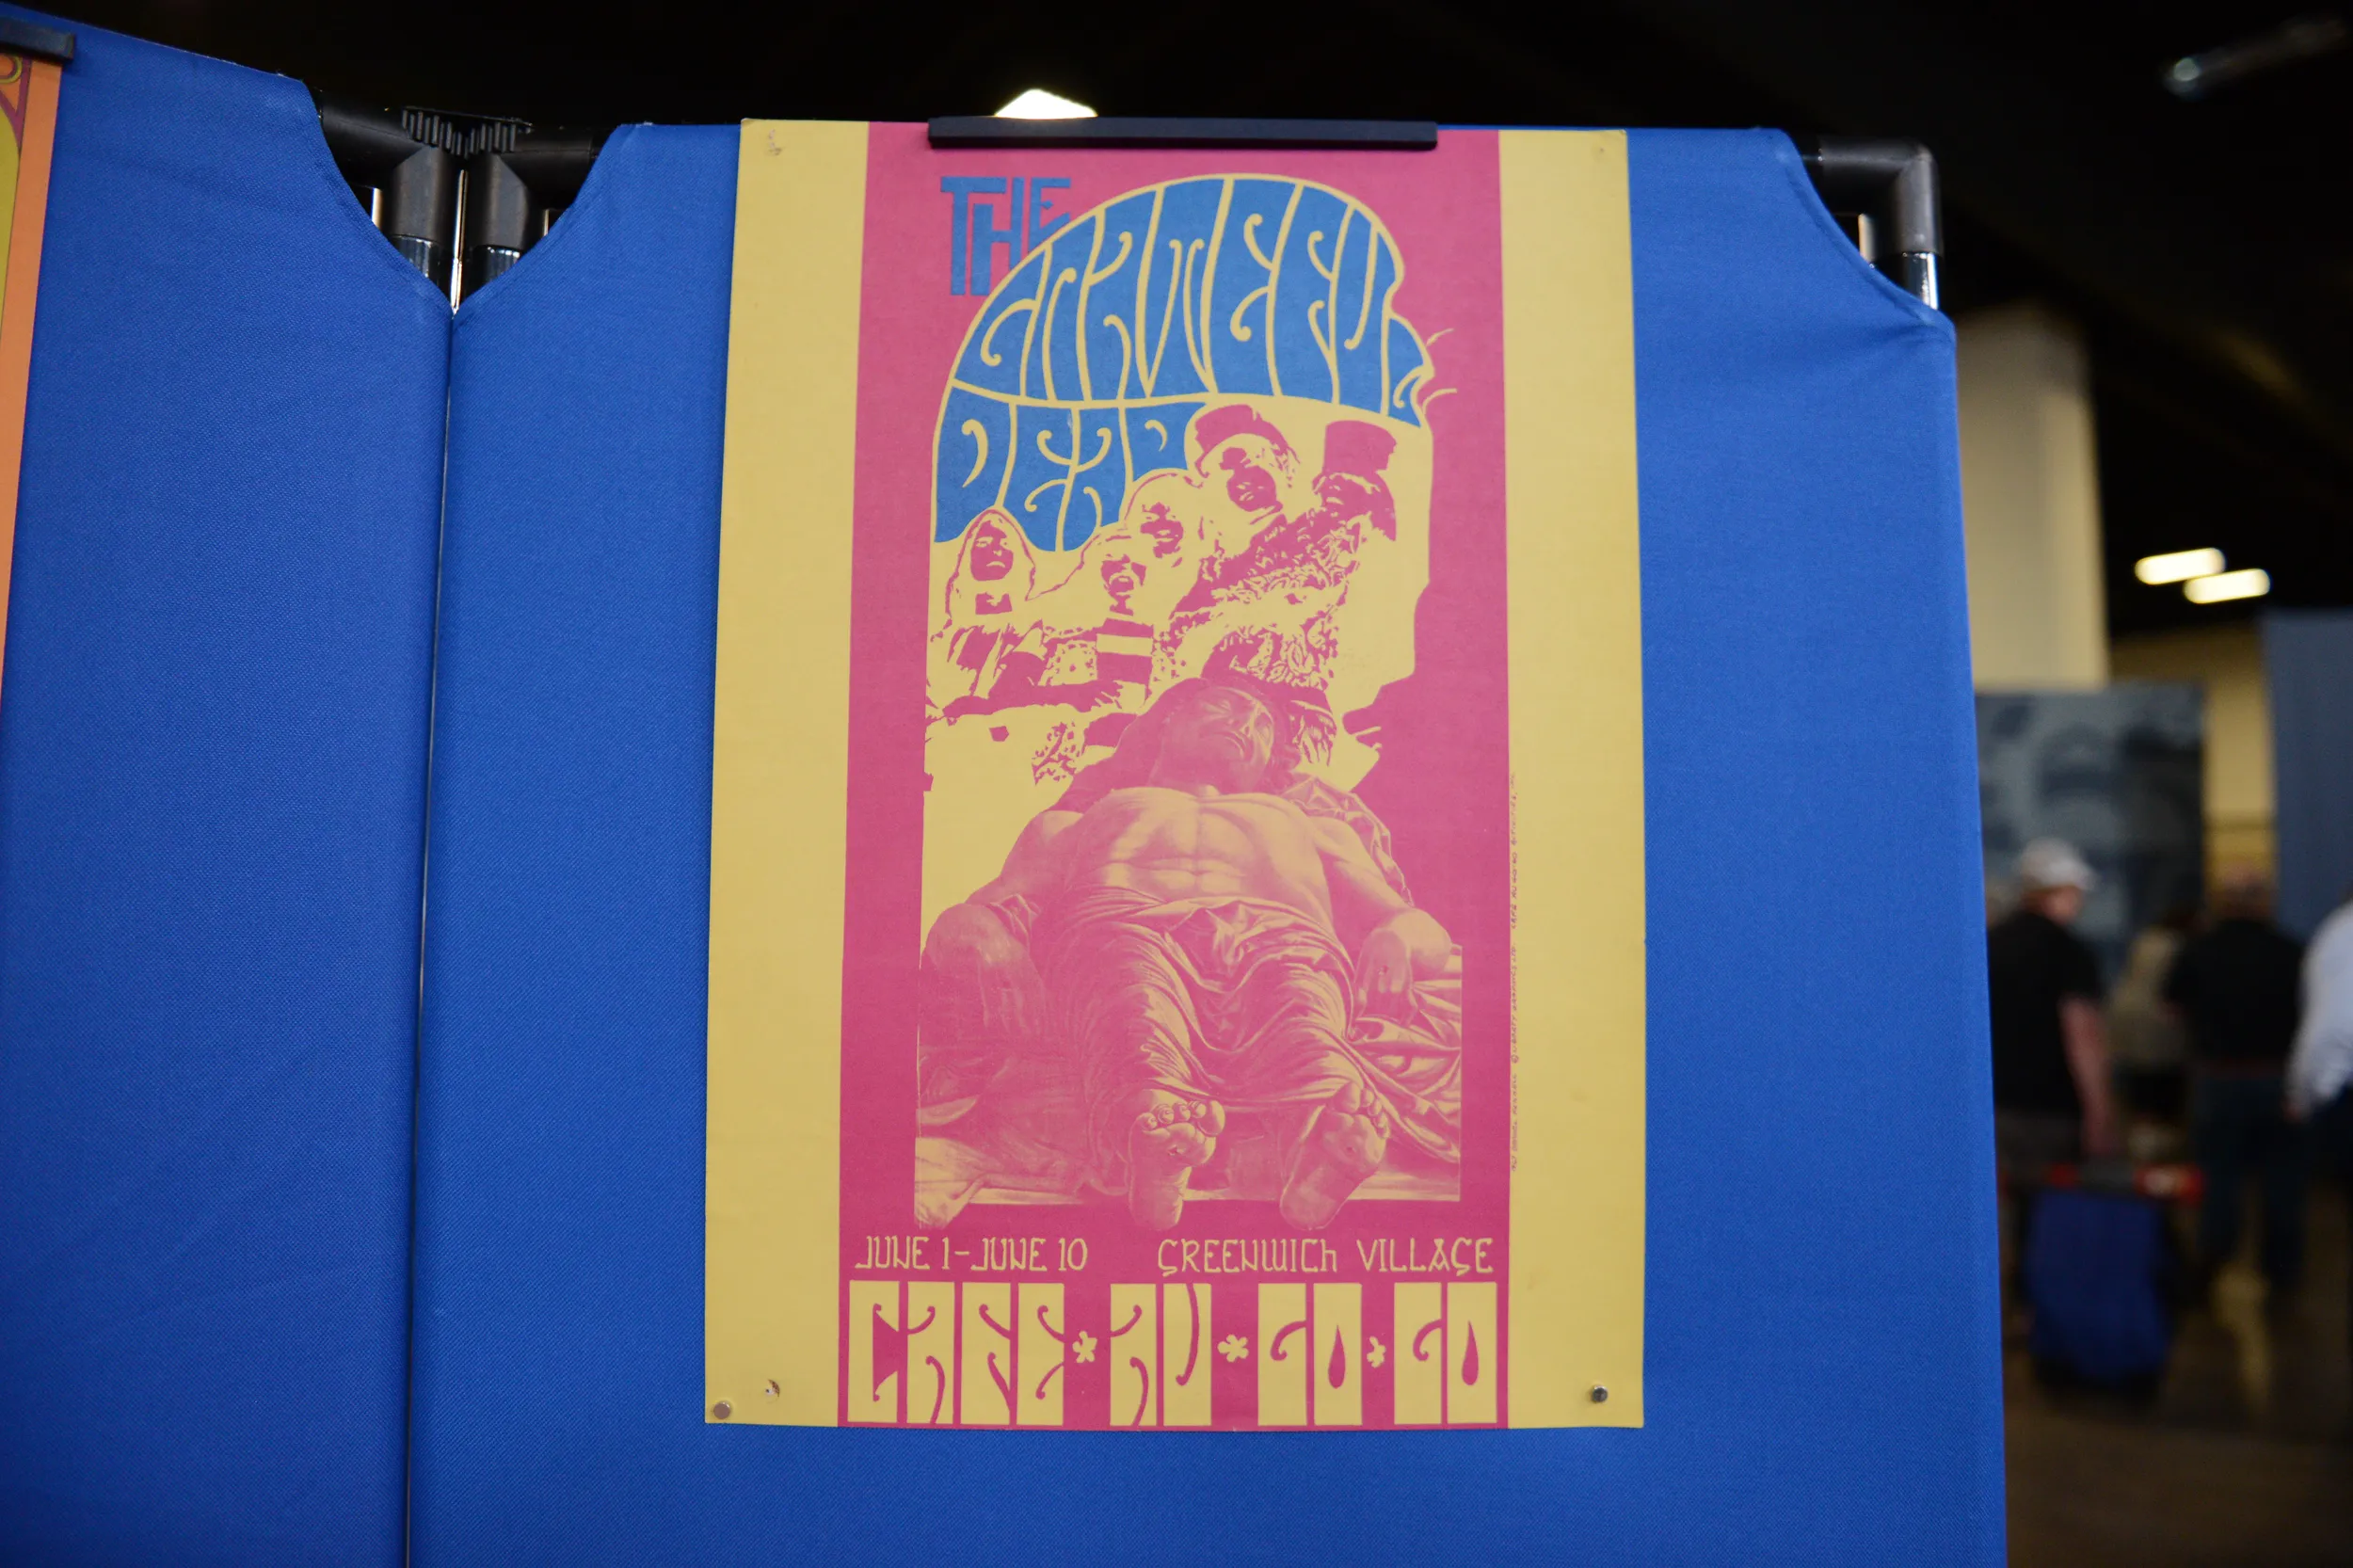 THE
GRATEFUL
DEAD
JUNE 1 - JUNE 10 GREENWICH VILLAGE
CAFE * AU * GO * GO